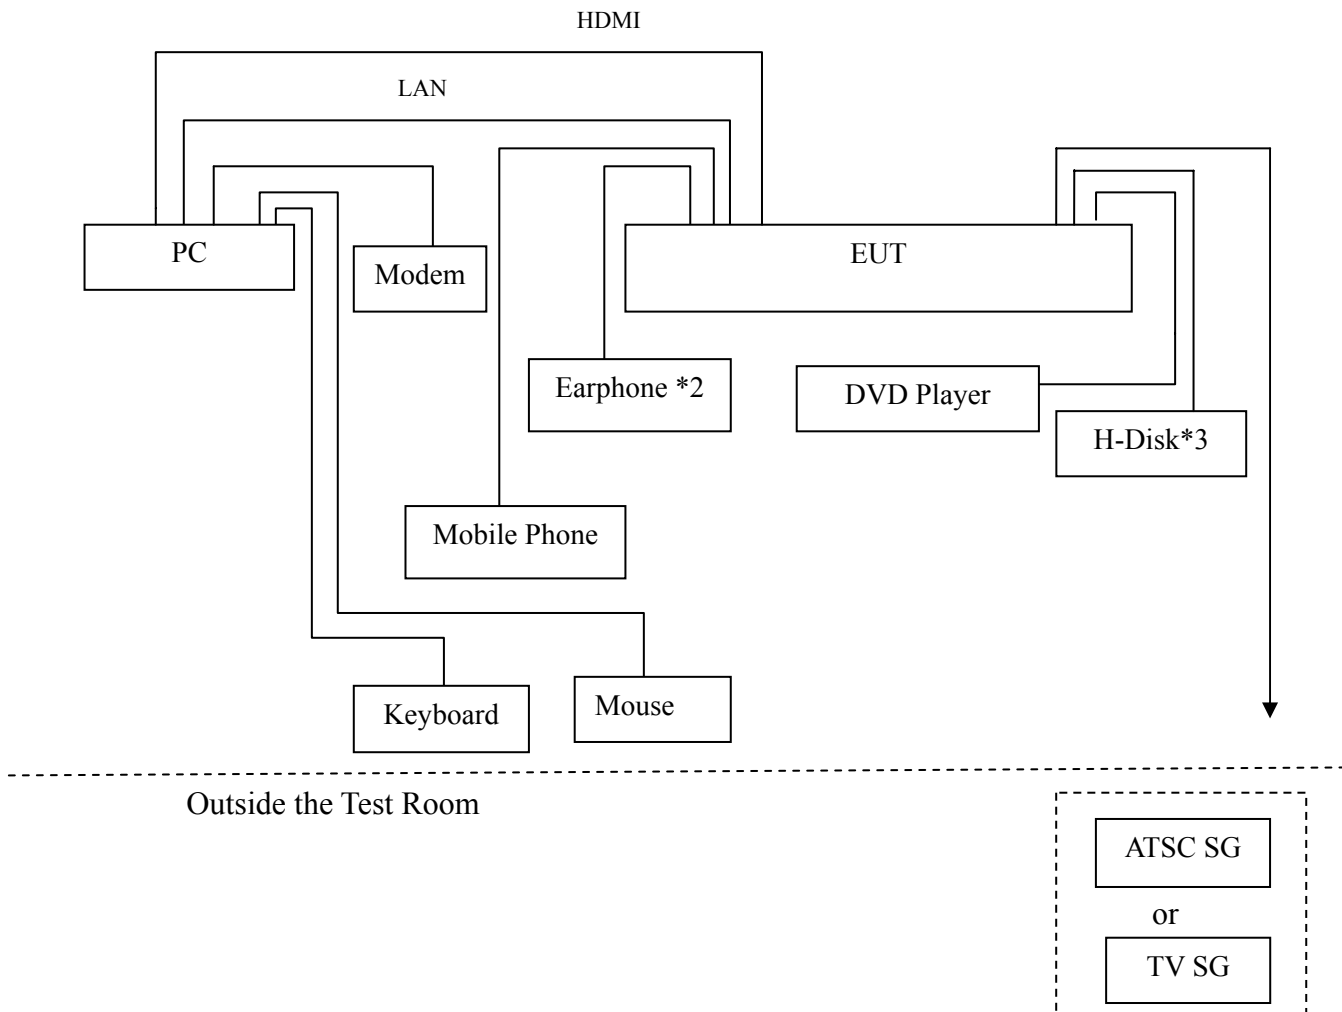 HDMI
LAN
PC
Modem
EUT
Earphone *2
DVD Player
H-Disk*3
Mobile Phone
Keyboard
Mouse
Outside the Test Room
ATSC SG
or
TV SG